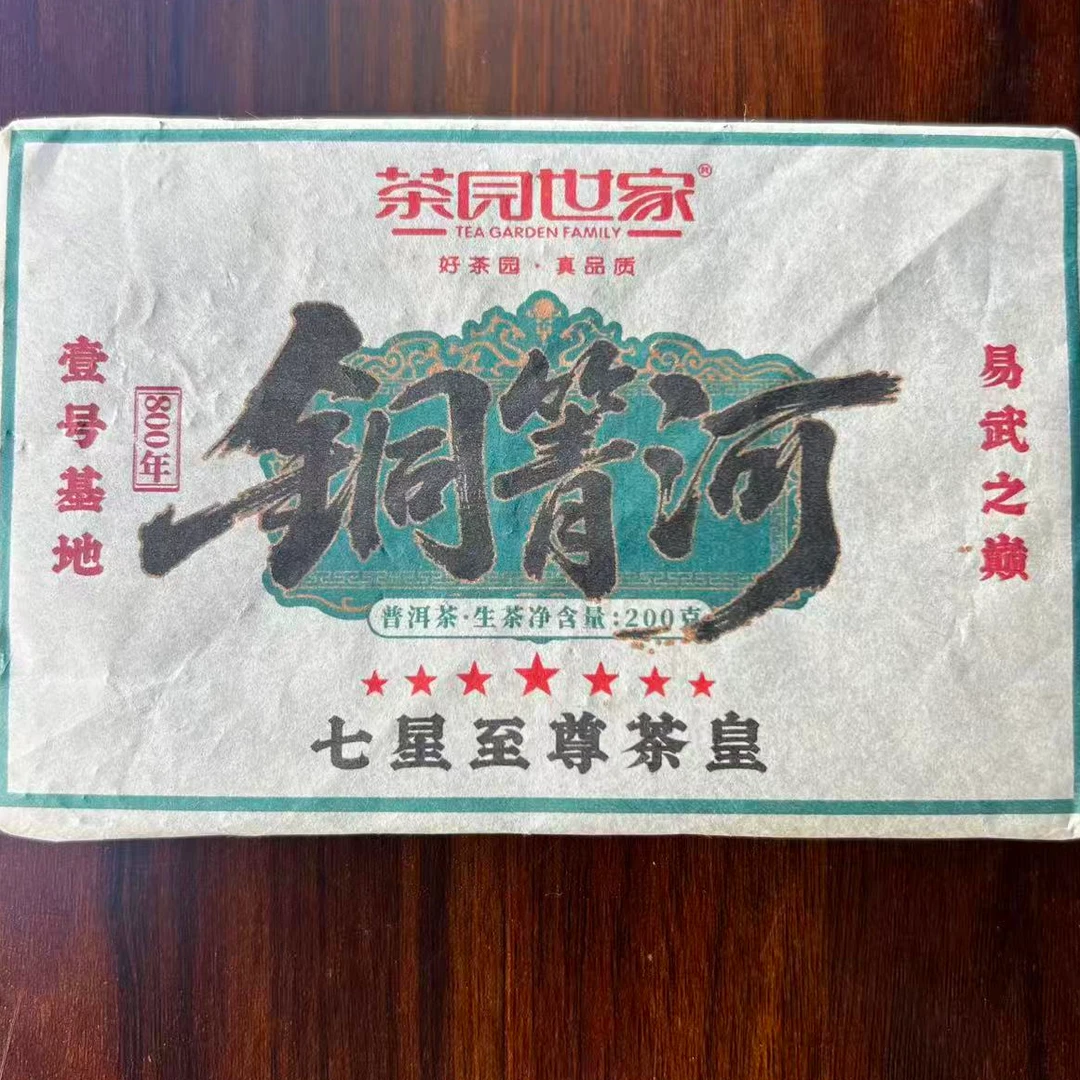 茶园世家®
TEA GARDEN FAMILY
好茶园·真品质
壹号基地
800年
銅箐河
易武之巅
普洱茶·生茶净含量:200克
七星至尊茶皇